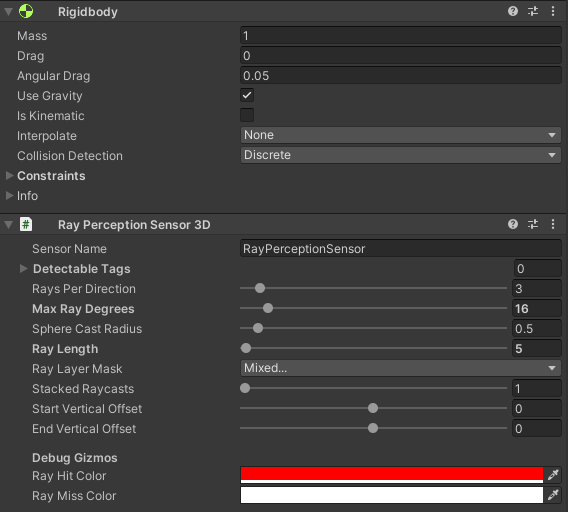 Rigidbody
Mass 1
Drag 0
Angular Drag 0.05
Use Gravity
Is Kinematic
Interpolate None
Collision Detection Discrete
Constraints
Info
# Ray Perception Sensor 3D
Sensor Name RayPerceptionSensor
Detectable Tags 0
Rays Per Direction 3
Max Ray Degrees 16
Sphere Cast Radius 0.5
Ray Length 5
Ray Layer Mask Mixed...
Stacked Raycasts 1
Start Vertical Offset 0
End Vertical Offset 0
Debug Gizmos
Ray Hit Color
Ray Miss Color